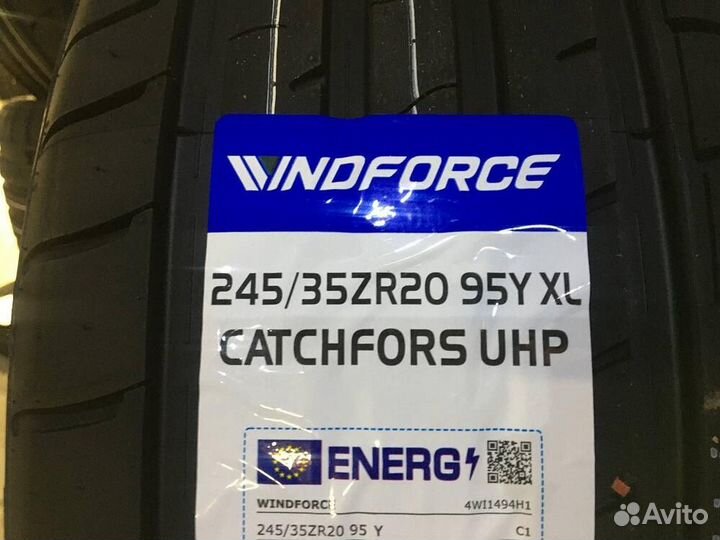 WINDFORCE
245/35ZR20 95Y XL
CATCHFORS UHP
ENERG
WINDFORCE 4WI1494H1
245/35ZR20 95 Y C1
Avito